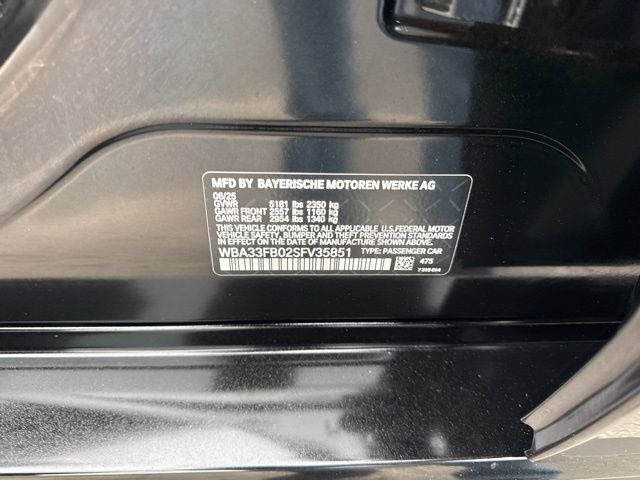 MFD BY BAYERISCHE MOTOREN WERKE AG
06/25
GVWR 5181 lbs 2350 kg
GAWR FRONT 2557 lbs 1160 kg
GAWR REAR 2954 lbs 1340 kg
THIS VEHICLE CONFORMS TO ALL APPLICABLE U.S.FEDERAL MOTOR
VEHICLE SAFETY, BUMPER AND THEFT PREVENTION STANDARDS
IN EFFECT ON THE DATE OF MANUFACTURE SHOWN ABOVE
WBA33FB02SFV35851 TYPE: PASSENGER CAR
475